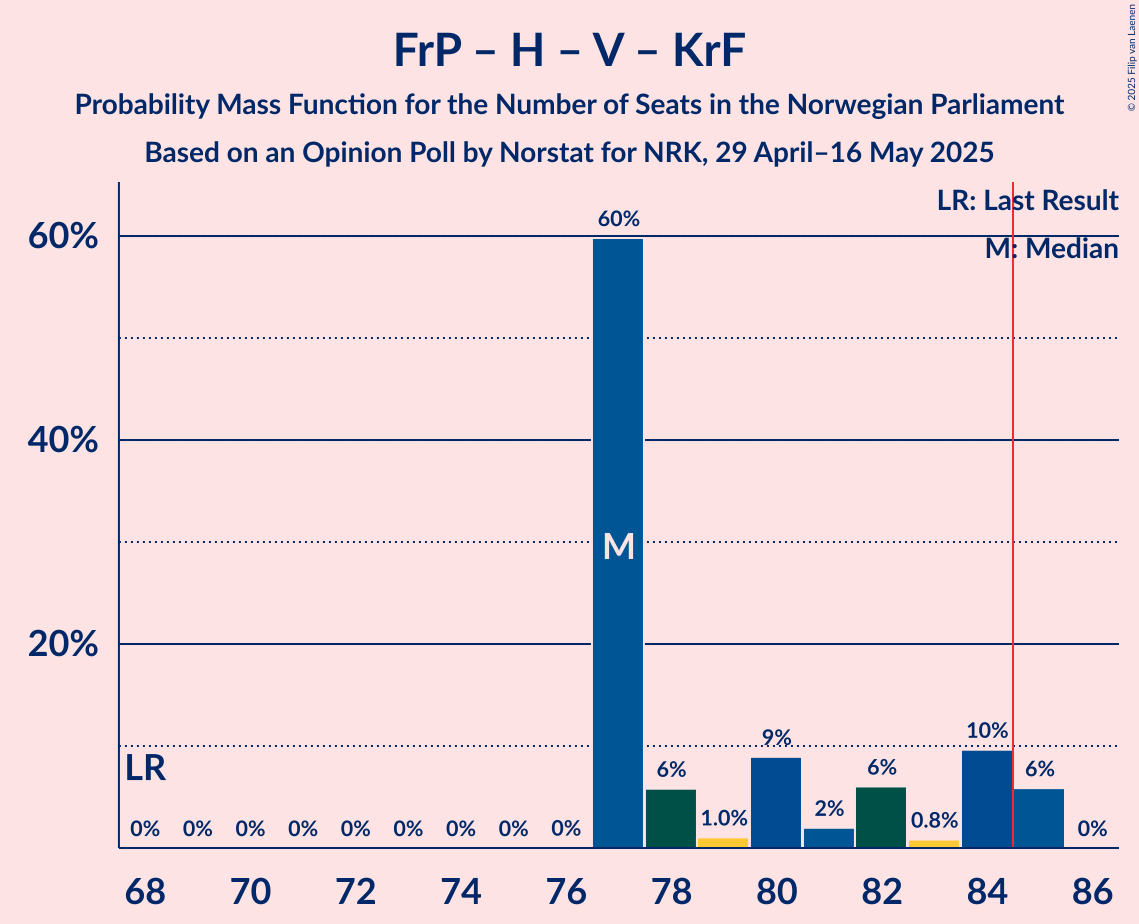 FrP – H – V – KrF
Probability Mass Function for the Number of Seats in the Norwegian Parliament
Based on an Opinion Poll by Norstat for NRK, 29 April–16 May 2025
© 2025 Filip van Laenen
LR: Last Result
M: Median
60%
40%
20%
60%
M
LR
0% 0% 0% 0% 0% 0% 0% 0% 0% 6% 1.0% 9% 2% 6% 0.8% 10% 6% 0%
68 70 72 74 76 78 80 82 84 86